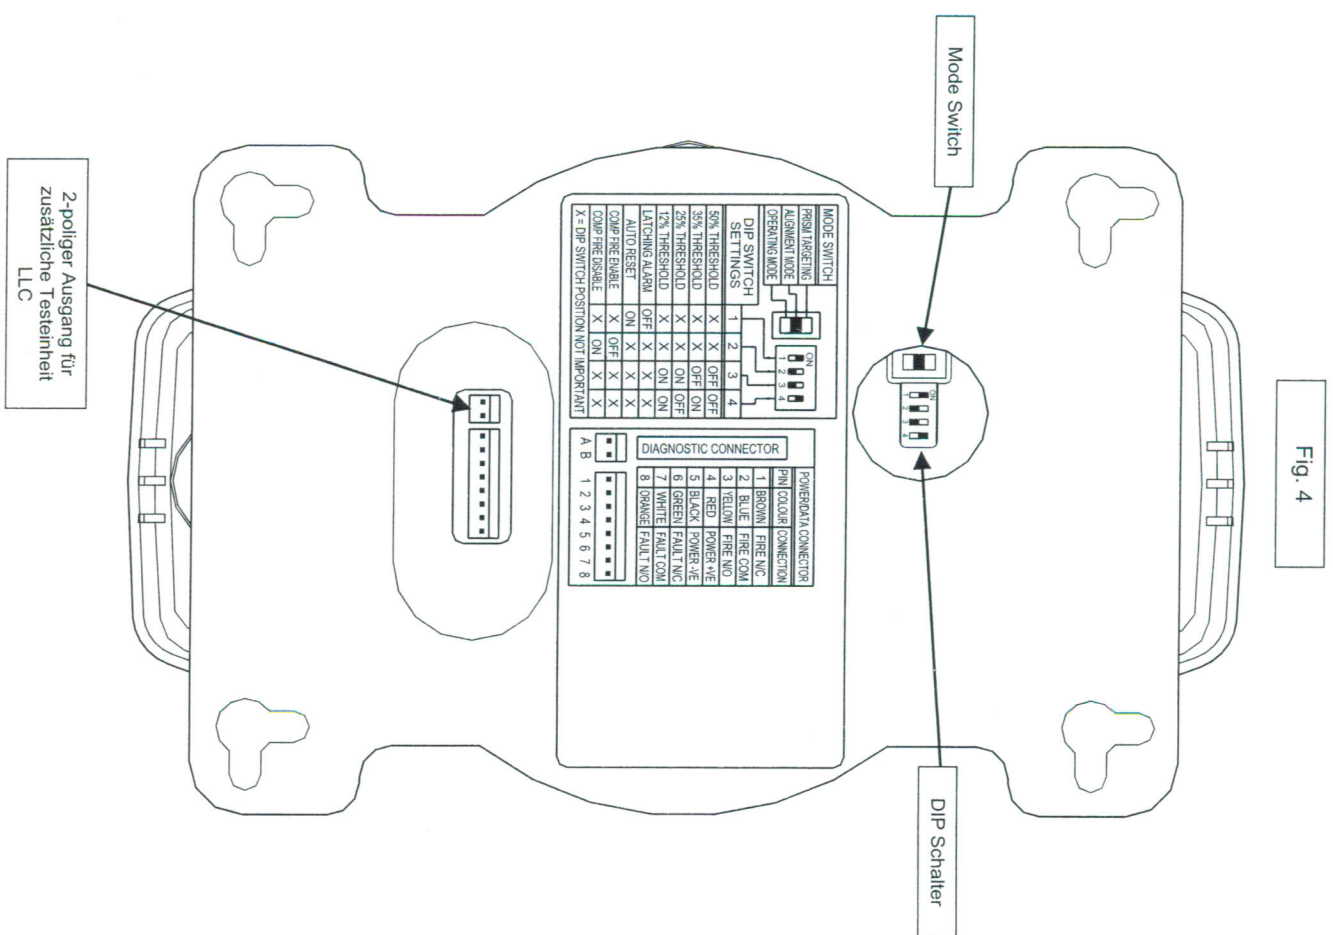 Fig. 4
Mode Switch
DIP Schalter
ON
1 2 3 4
MODE SWITCH
PRISM TARGETING
ALIGNMENT MODE
OPERATING MODE
ON
1 2 3 4
DIP SWITCH SETTINGS 1 2 3 4
50% THRESHOLD X X OFF OFF
35% THRESHOLD X X OFF ON
25% THRESHOLD X X ON OFF
12% THRESHOLD X X ON ON
LATCHING ALARM OFF X X X
AUTO RESET ON X X X
COMP FIRE ENABLE X OFF X X
COMP FIRE DISABLE X ON X X
X = DIP SWITCH POSITION NOT IMPORTANT
POWER/DATA CONNECTOR
PIN COLOUR CONNECTION
1 BROWN FIRE N/C
2 BLUE FIRE COM
3 YELLOW FIRE N/O
4 RED POWER +VE
5 BLACK POWER -VE
6 GREEN FAULT N/C
7 WHITE FAULT COM
8 ORANGE FAULT N/O
DIAGNOSTIC CONNECTOR
A B 1 2 3 4 5 6 7 8
2-poliger Ausgang für
zusätzliche Testeinheit
LLC